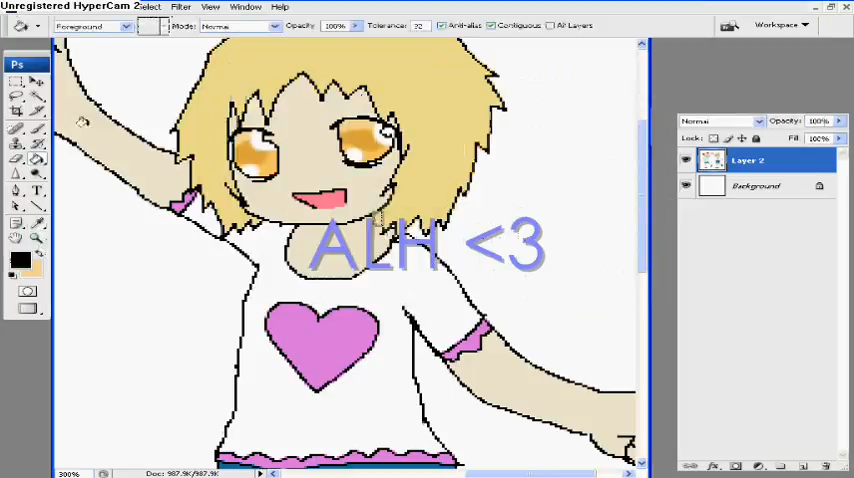 Unregistered HyperCam 2
Select Filter View Window Help
Foreground Mode: Normal Opacity: 100% Tolerance: 32 Anti-alias Contiguous All Layers Workspace
Ps
Normal Opacity: 100%
Lock: Fill: 100%
Layer 2
Background
ALH <3
300% Doc: 987.9K/987.9K